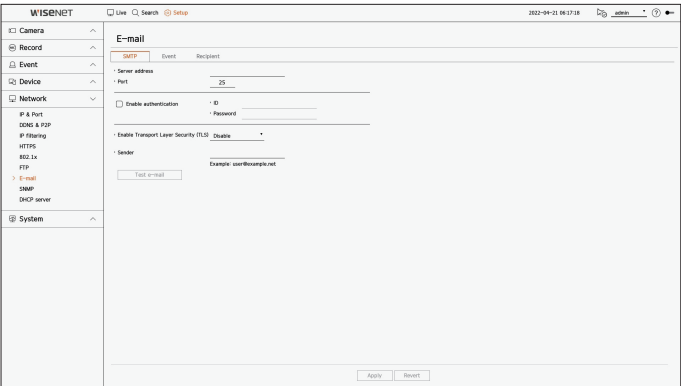 WISENET
Live Search Setup
2022-04-21 06:17:18 admin ?
Camera
Record
Event
Device
Network
IP & Port
DDNS & P2P
IP filtering
HTTPS
802.1x
FTP
> E-mail
SNMP
DHCP server
System
E-mail
SMTP Event Recipient
· Server address
· Port 25
Enable authentication · ID
· Password
· Enable Transport Layer Security (TLS) Disable
· Sender
Example: user@example.net
Test e-mail
Apply Revert